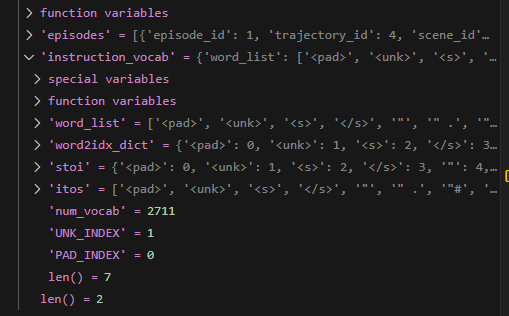 function variables
'episodes' = [{'episode_id': 1, 'trajectory_id': 4, 'scene_id'…
'instruction_vocab' = {'word_list': ['<pad>', '<unk>', '<s>', '…
special variables
function variables
'word_list' = ['<pad>', '<unk>', '<s>', '</s>', '"', '" .', '"…
'word2idx_dict' = {'<pad>': 0, '<unk>': 1, '<s>': 2, '</s>': 3…
'stoi' = {'<pad>': 0, '<unk>': 1, '<s>': 2, '</s>': 3, '"': 4,…
'itos' = ['<pad>', '<unk>', '<s>', '</s>', '"', '" .', '"#', '…
'num_vocab' = 2711
'UNK_INDEX' = 1
'PAD_INDEX' = 0
len() = 7
len() = 2